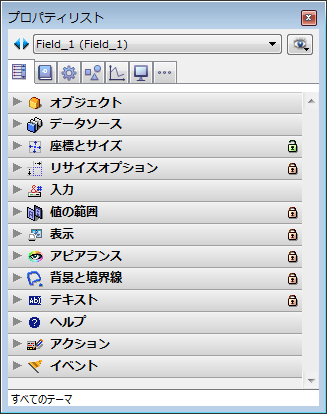 プロパティリスト
Field_1 (Field_1)
オブジェクト
データソース
座標とサイズ
リサイズオプション
入力
値の範囲
表示
アピアランス
背景と境界線
テキスト
ヘルプ
アクション
イベント
すべてのテーマ